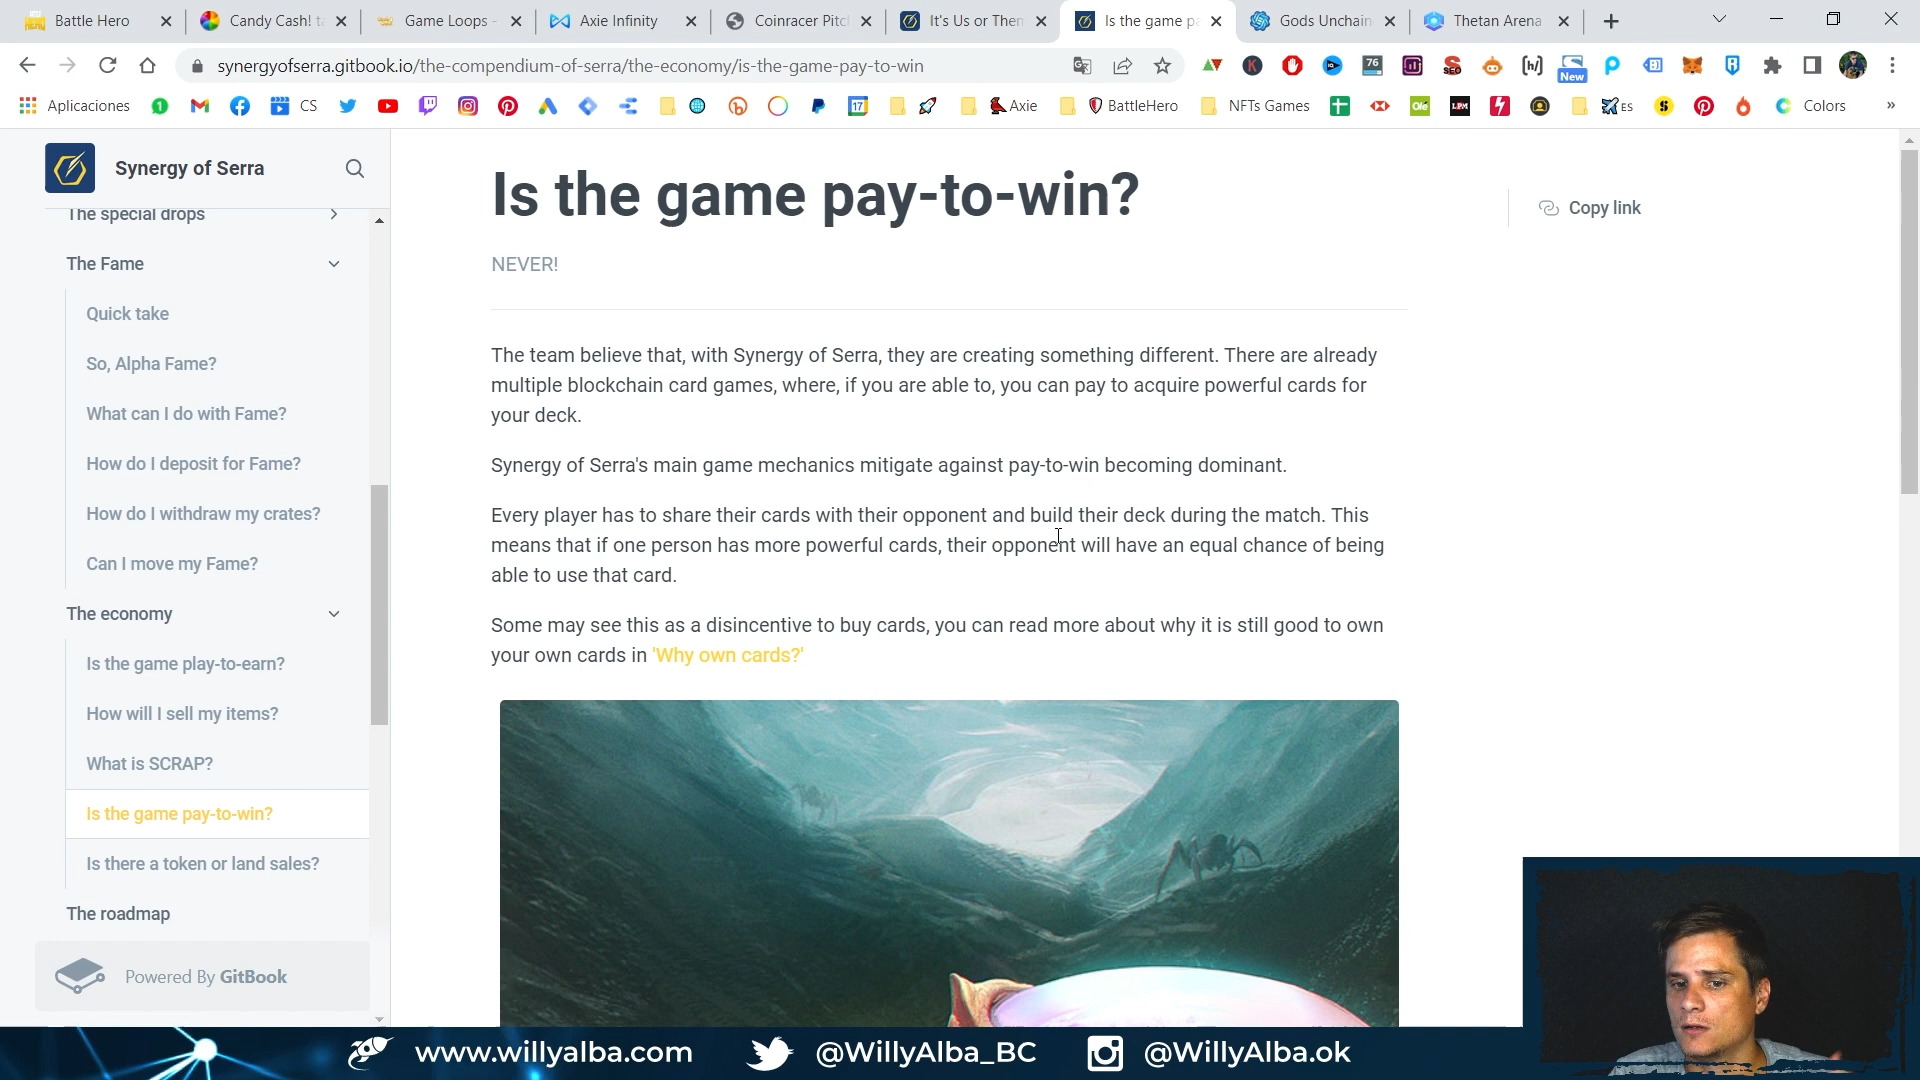 Battle Hero
Candy Cash! ta
Game Loops -
Axie Infinity
Coinracer Pitc
It's Us or Then
Is the game pa
Gods Unchain
Thetan Arena
synergyofserra.gitbook.io/the-compendium-of-serra/the-economy/is-the-game-pay-to-win
76
SEO
[h/]
New
Aplicaciones
1
CS
17
Axie
BattleHero
NFTs Games
Olé
LPM
ES
$
Colors
»
Synergy of Serra
The special drops
The Fame
Quick take
So, Alpha Fame?
What can I do with Fame?
How do I deposit for Fame?
How do I withdraw my crates?
Can I move my Fame?
The economy
Is the game play-to-earn?
How will I sell my items?
What is SCRAP?
Is the game pay-to-win?
Is there a token or land sales?
The roadmap
Powered By GitBook
Is the game pay-to-win?
Copy link
NEVER!
The team believe that, with Synergy of Serra, they are creating something different. There are already
multiple blockchain card games, where, if you are able to, you can pay to acquire powerful cards for
your deck.
Synergy of Serra's main game mechanics mitigate against pay-to-win becoming dominant.
Every player has to share their cards with their opponent and build their deck during the match. This
means that if one person has more powerful cards, their opponent will have an equal chance of being
able to use that card.
Some may see this as a disincentive to buy cards, you can read more about why it is still good to own
your own cards in 'Why own cards?'
www.willyalba.com
@WillyAlba_BC
@WillyAlba.ok